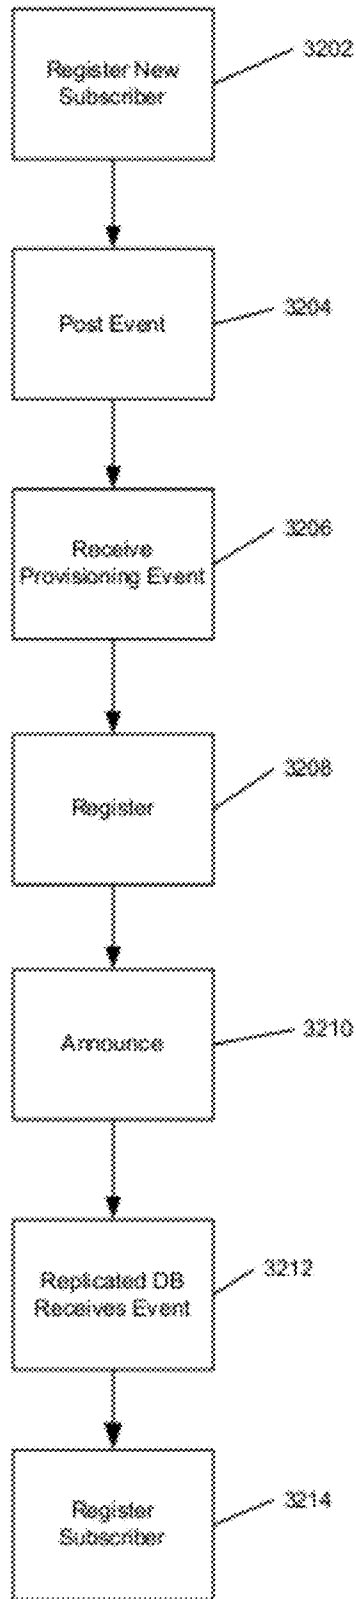 Register New
Subscriber
3202
Post Event
3204
Receive
Provisioning Event
3206
Register
3208
Announce
3210
Replicated DB
Receives Event
3212
Register
Subscriber
3214